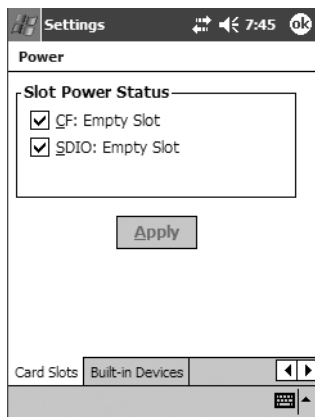 Settings 7:45 ok
Power
Slot Power Status
CF: Empty Slot
SDIO: Empty Slot
Apply
Card Slots Built-in Devices